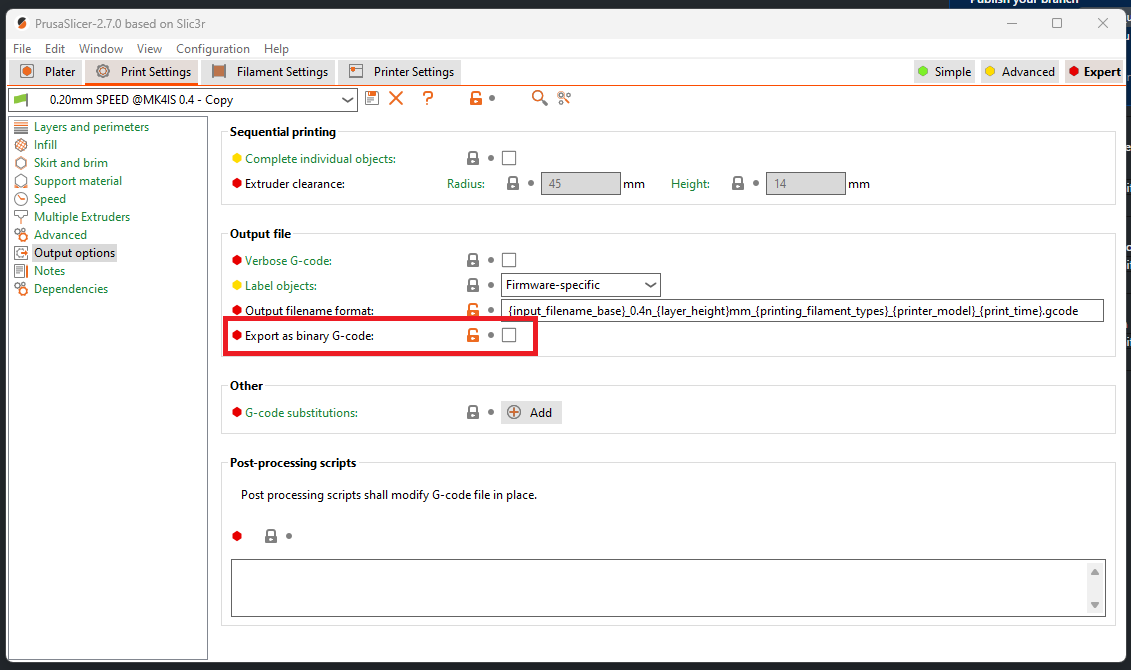 Publish your branch
PrusaSlicer-2.7.0 based on Slic3r
File Edit Window View Configuration Help
Plater Print Settings Filament Settings Printer Settings Simple Advanced Expert
0.20mm SPEED @MK4IS 0.4 - Copy
Layers and perimeters
Infill
Skirt and brim
Support material
Speed
Multiple Extruders
Advanced
Output options
Notes
Dependencies
Sequential printing
Complete individual objects:
Extruder clearance: Radius: 45 mm Height: 14 mm
Output file
Verbose G-code:
Label objects: Firmware-specific
Output filename format: {input_filename_base}_0.4n_{layer_height}mm_{printing_filament_types}_{printer_model}_{print_time}.gcode
Export as binary G-code:
Other
G-code substitutions: Add
Post-processing scripts
Post processing scripts shall modify G-code file in place.